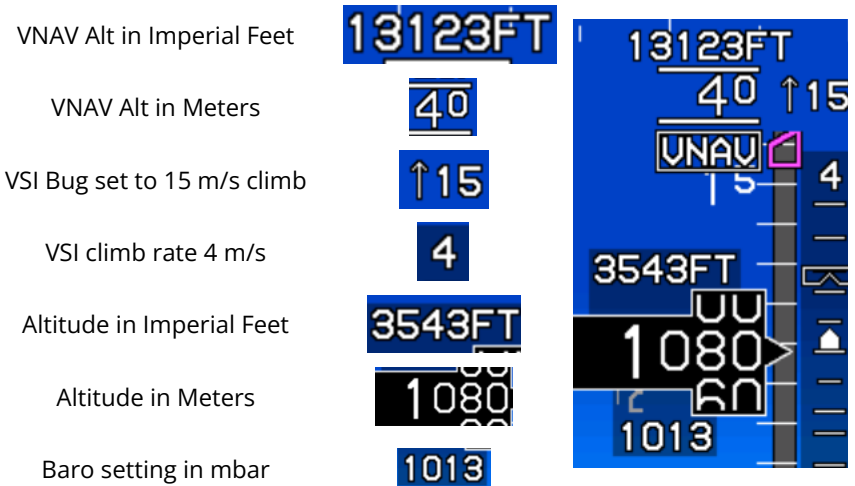 VNAV Alt in Imperial Feet
13123FT
VNAV Alt in Meters
40
VSI Bug set to 15 m/s climb
↑15
VSI climb rate 4 m/s
4
Altitude in Imperial Feet
3543FT
Altitude in Meters
1080
Baro setting in mbar
1013
13123FT
40 ↑15
VNAV
15
4
3543FT
1080
1013